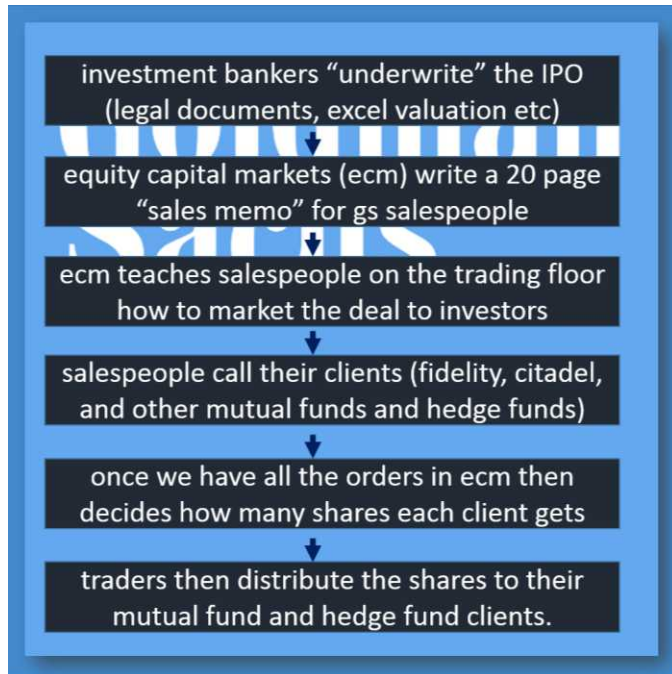 investment bankers “underwrite” the IPO
(legal documents, excel valuation etc)
equity capital markets (ecm) write a 20 page
“sales memo” for gs salespeople
ecm teaches salespeople on the trading floor
how to market the deal to investors
salespeople call their clients (fidelity, citadel,
and other mutual funds and hedge funds)
once we have all the orders in ecm then
decides how many shares each client gets
traders then distribute the shares to their
mutual fund and hedge fund clients.